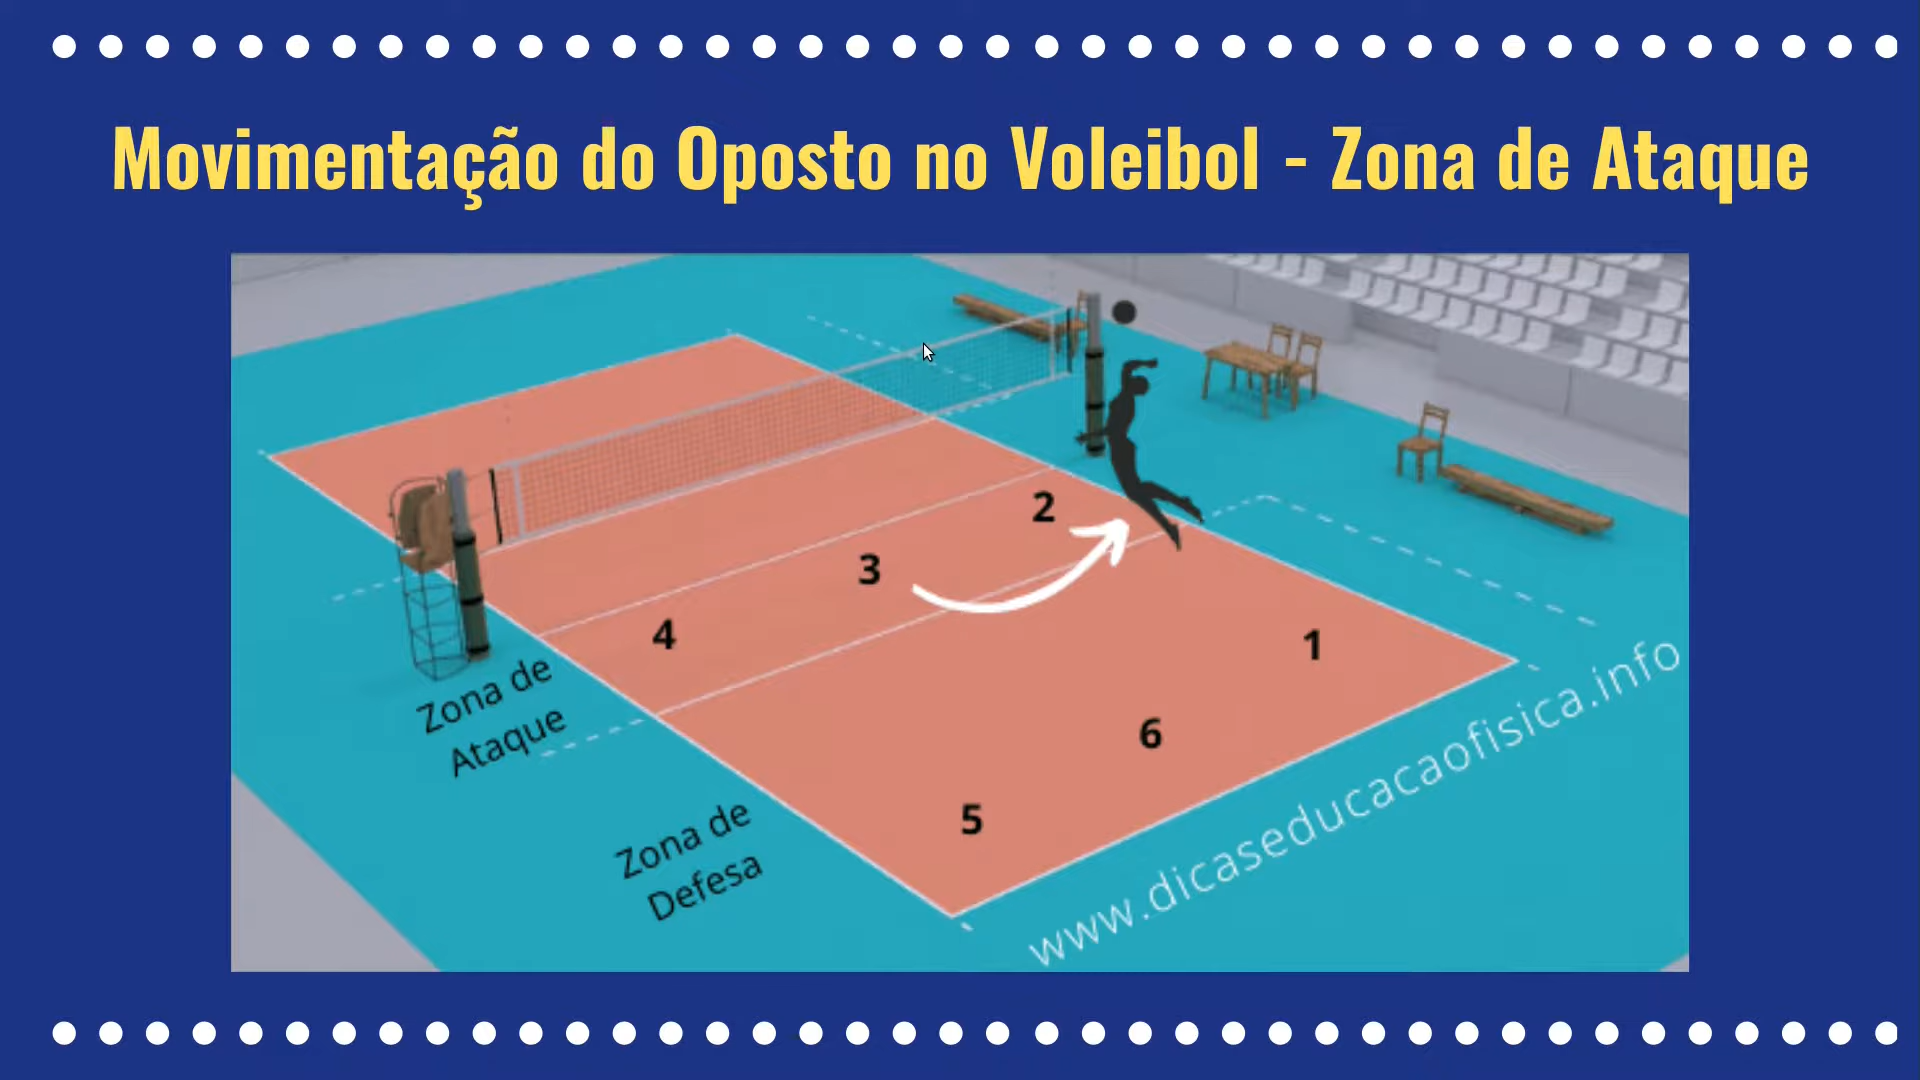 Movimentação do Oposto no Voleibol - Zona de Ataque
2
3
4
1
6
5
Zona de
Ataque
Zona de
Defesa
www.dicaseducacaofisica.info